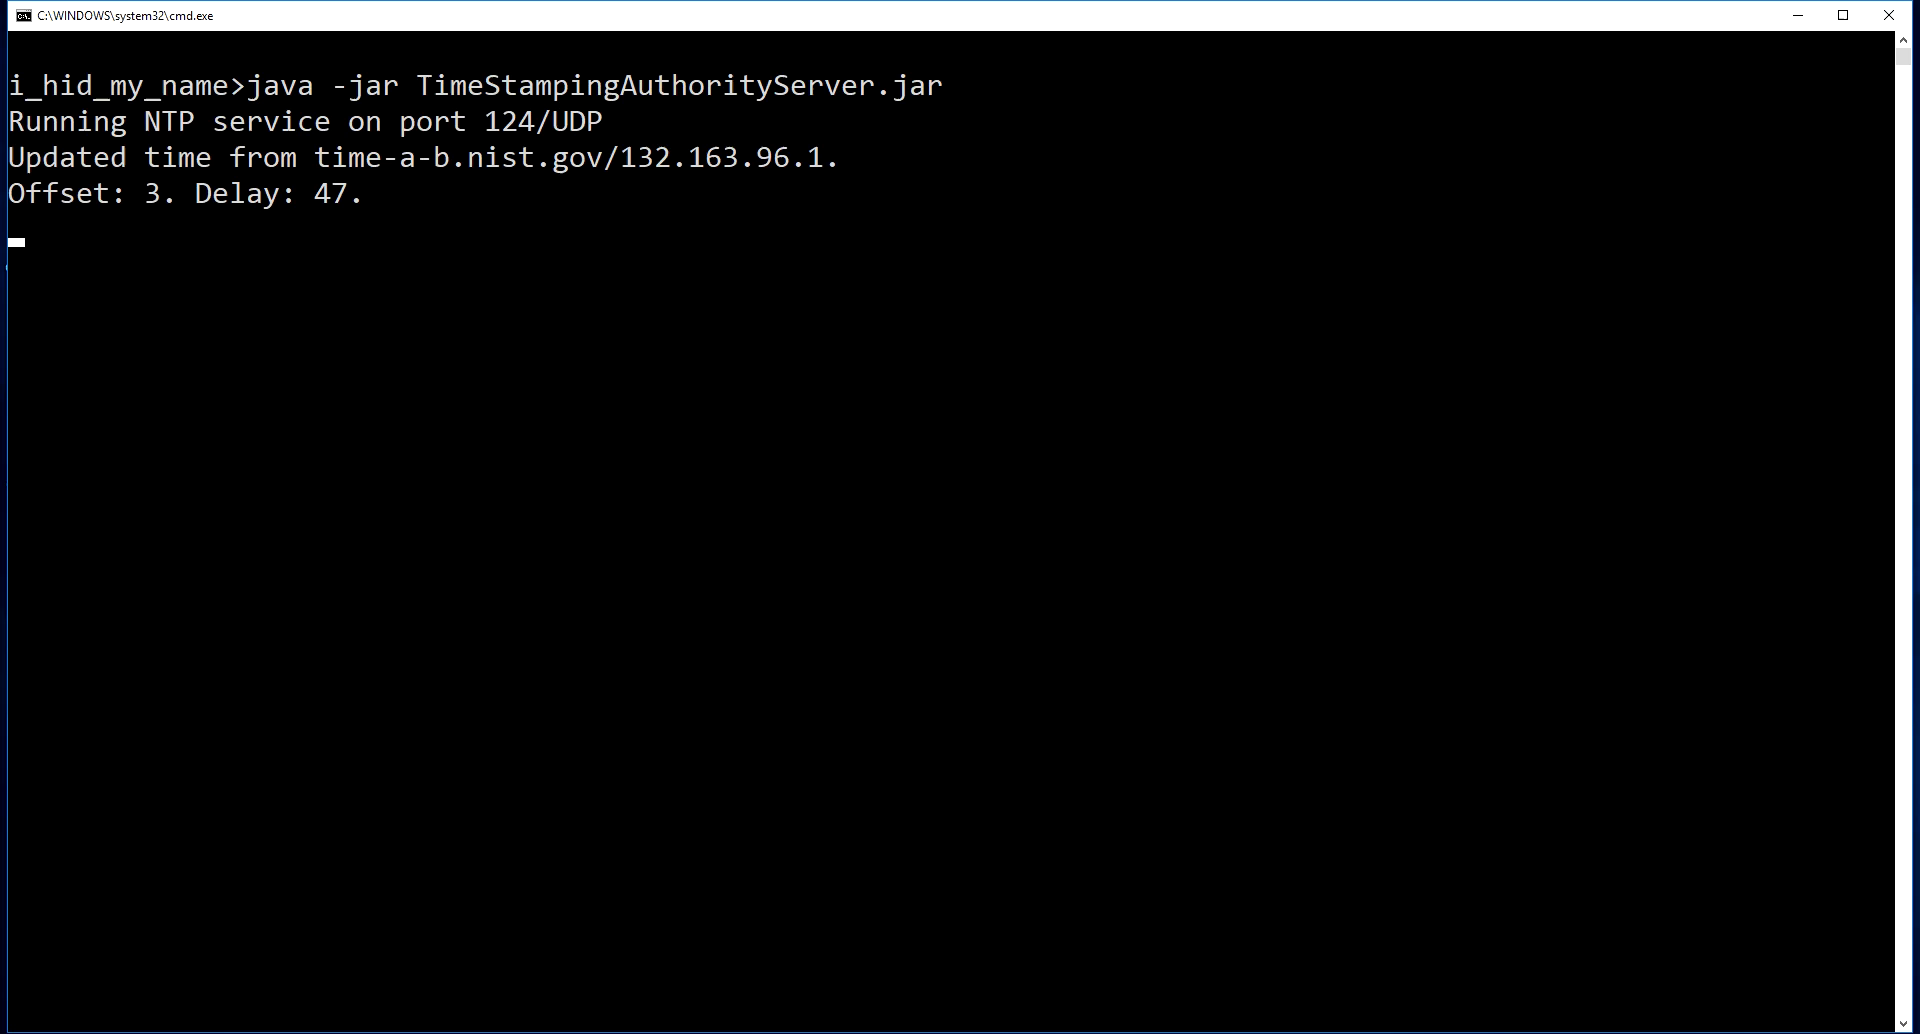 C:\WINDOWS\system32\cmd.exe
i_hid_my_name>java -jar TimeStampingAuthorityServer.jar
Running NTP service on port 124/UDP
Updated time from time-a-b.nist.gov/132.163.96.1.
Offset: 3. Delay: 47.